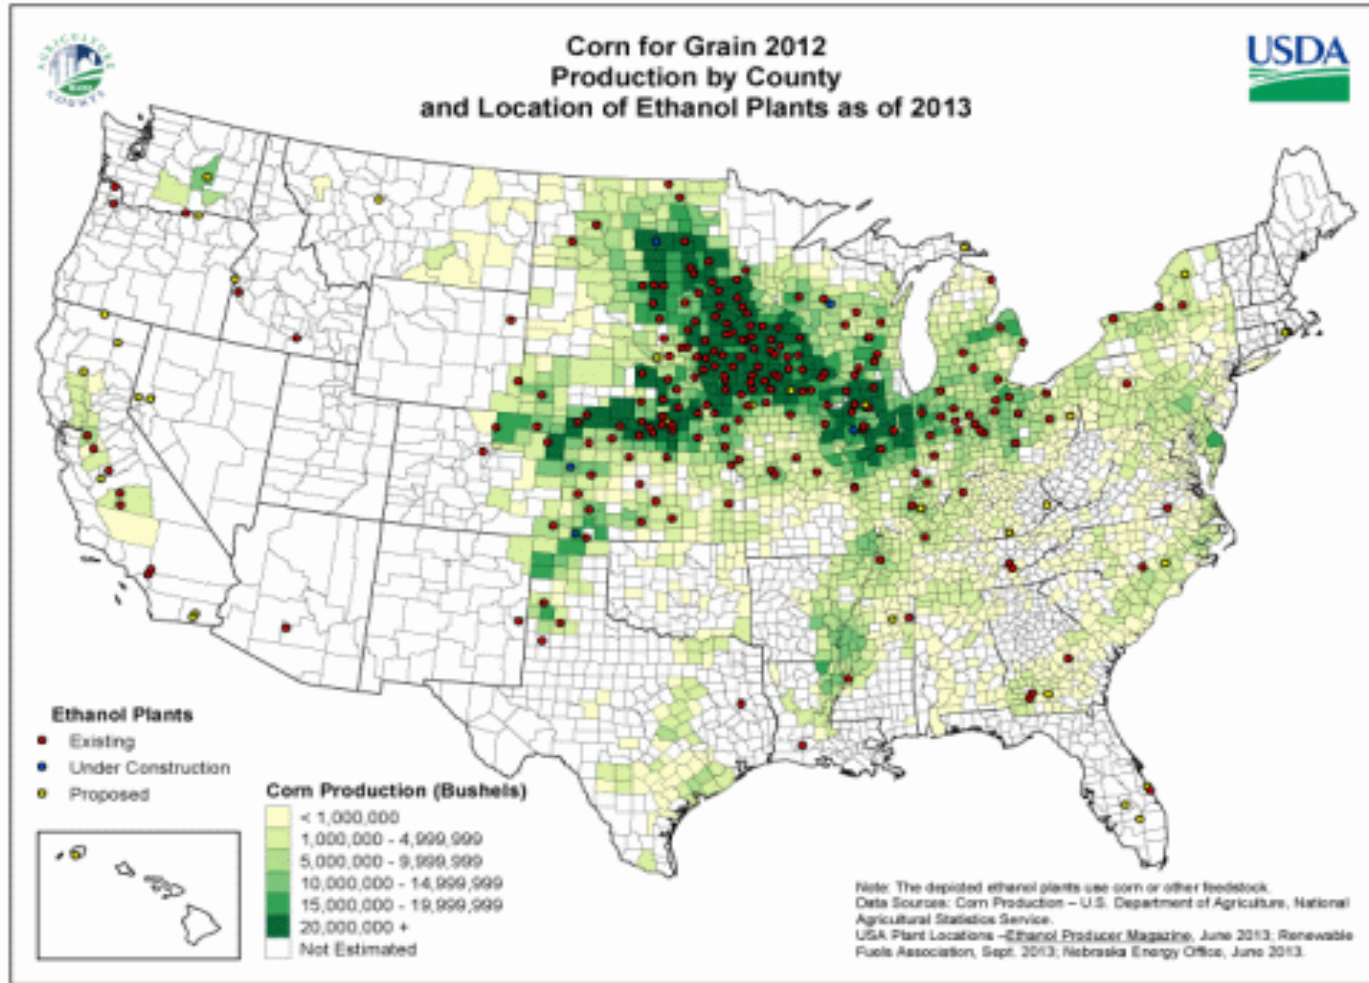 AGRICULTURE
COUNTY
Corn for Grain 2012
Production by County
and Location of Ethanol Plants as of 2013
USDA
Ethanol Plants
Existing
Under Construction
Proposed
Corn Production (Bushels)
< 1,000,000
1,000,000 - 4,999,999
5,000,000 - 9,999,999
10,000,000 - 14,999,999
15,000,000 - 19,999,999
20,000,000 +
Not Estimated
Note: The depicted ethanol plants use corn or other feedstock.
Data Sources: Corn Production – U.S. Department of Agriculture, National
Agricultural Statistics Service.
USA Plant Locations –Ethanol Producer Magazine, June 2013; Renewable
Fuels Association, Sept. 2013; Nebraska Energy Office, June 2013.